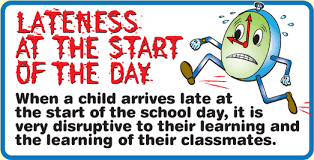 LATENESS
AT THE START
OF THE DAY
When a child arrives late at
the start of the school day, it is
very disruptive to their learning and
the learning of their classmates.